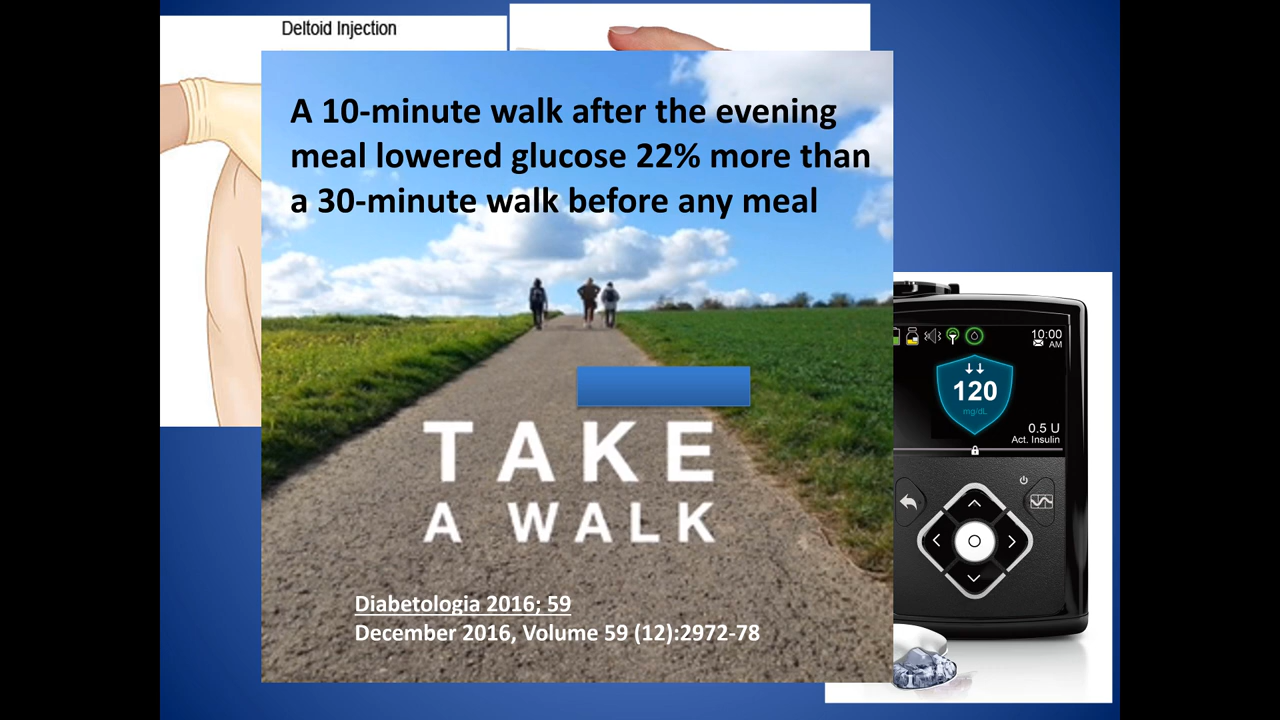 Deltoid Injection
A 10-minute walk after the evening
meal lowered glucose 22% more than
a 30-minute walk before any meal
TAKE
A WALK
Diabetologia 2016; 59
December 2016, Volume 59 (12):2972-78
10:00
AM
120
mg/dL
0.5 U
Act. Insulin